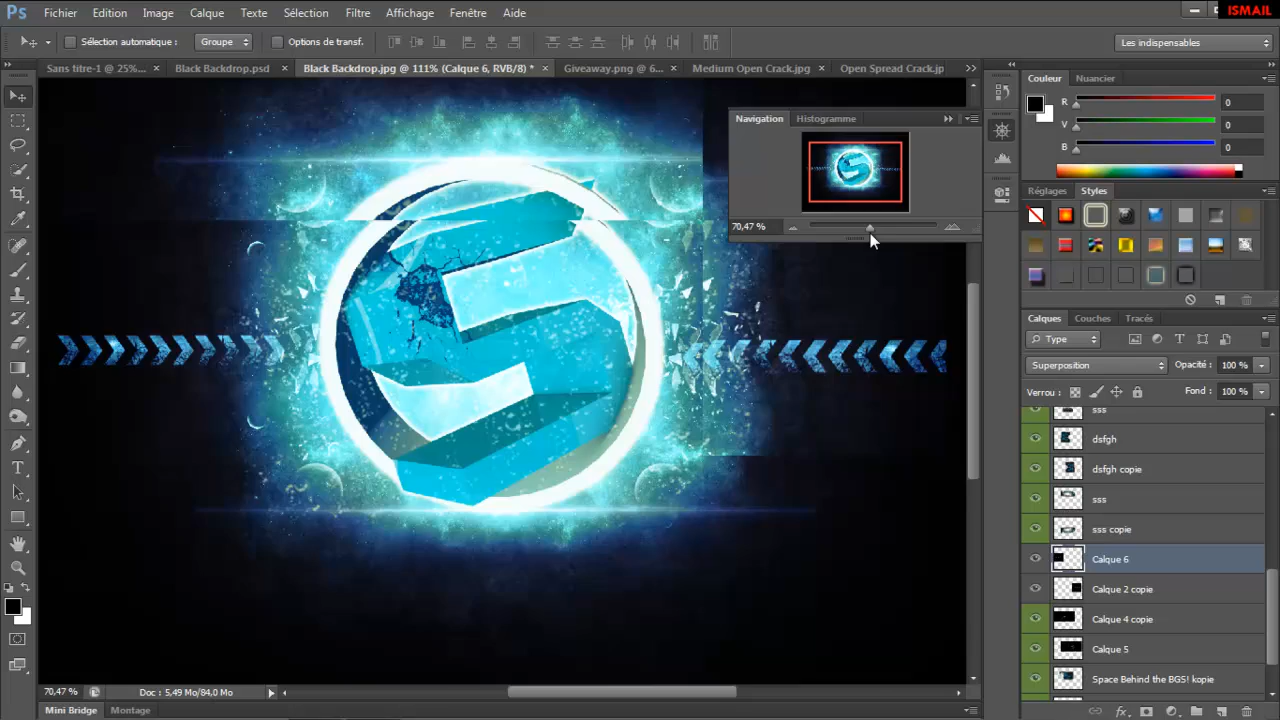 Ps Fichier Edition Image Calque Texte Sélection Filtre Affichage Fenêtre Aide ISMAIL
Sélection automatique : Groupe Options de transf. Les indispensables
Sans titre-1 @ 25%... × Black Backdrop.psd × Black Backdrop.jpg @ 111% (Calque 6, RVB/8) * × Giveaway.png @ 6... × Medium Open Crack.jpg × Open Spread Crack.jp
Couleur Nuancier
R 0
V 0
B 0
Navigation Histogramme
70,47 %
Réglages Styles
Calques Couches Tracés
Type
Superposition Opacité : 100 %
Verrou : Fond : 100 %
sss
dsfgh
dsfgh copie
sss
sss copie
Calque 6
Calque 2 copie
Calque 4 copie
Calque 5
Space Behind the BGS! kopie
70,47 % Doc : 5,49 Mo/84,0 Mo
Mini Bridge Montage
fx